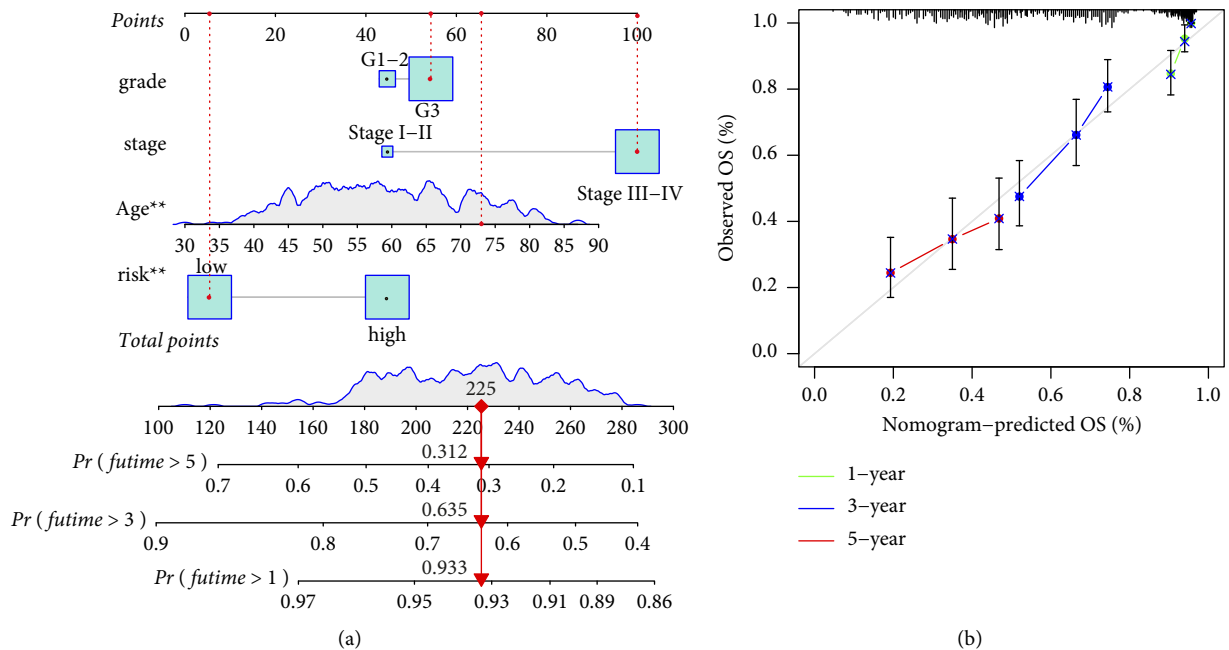 Points
0 20 40 60 80 100
grade
G1−2
G3
stage
Stage I−II
Stage III−IV
Age**
30 35 40 45 50 55 60 65 70 75 80 85 90
risk**
low
high
Total points
225
100 120 140 160 180 200 220 240 260 280 300
Pr ( futime > 5 )
0.312
0.7 0.6 0.5 0.4 0.3 0.2 0.1
Pr ( futime > 3 )
0.635
0.9 0.8 0.7 0.6 0.5 0.4
Pr ( futime > 1 )
0.933
0.97 0.95 0.93 0.91 0.89 0.86
(a)
Observed OS (%)
1.0
0.8
0.6
0.4
0.2
0.0
0.0 0.2 0.4 0.6 0.8 1.0
Nomogram−predicted OS (%)
1−year
3−year
5−year
(b)